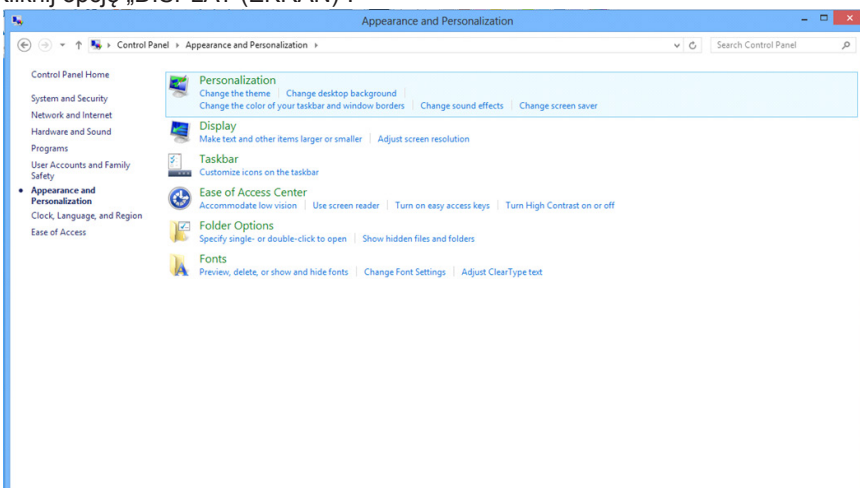 kliknij opcję „DISPLAY (EKRAN)”.
Appearance and Personalization
Control Panel ▸ Appearance and Personalization ▸
Search Control Panel
Control Panel Home
System and Security
Network and Internet
Hardware and Sound
Programs
User Accounts and Family
Safety
Appearance and
Personalization
Clock, Language, and Region
Ease of Access
Personalization
Change the theme | Change desktop background
Change the color of your taskbar and window borders | Change sound effects | Change screen saver
Display
Make text and other items larger or smaller | Adjust screen resolution
Taskbar
Customize icons on the taskbar
Ease of Access Center
Accommodate low vision | Use screen reader | Turn on easy access keys | Turn High Contrast on or off
Folder Options
Specify single- or double-click to open | Show hidden files and folders
Fonts
Preview, delete, or show and hide fonts | Change Font Settings | Adjust ClearType text